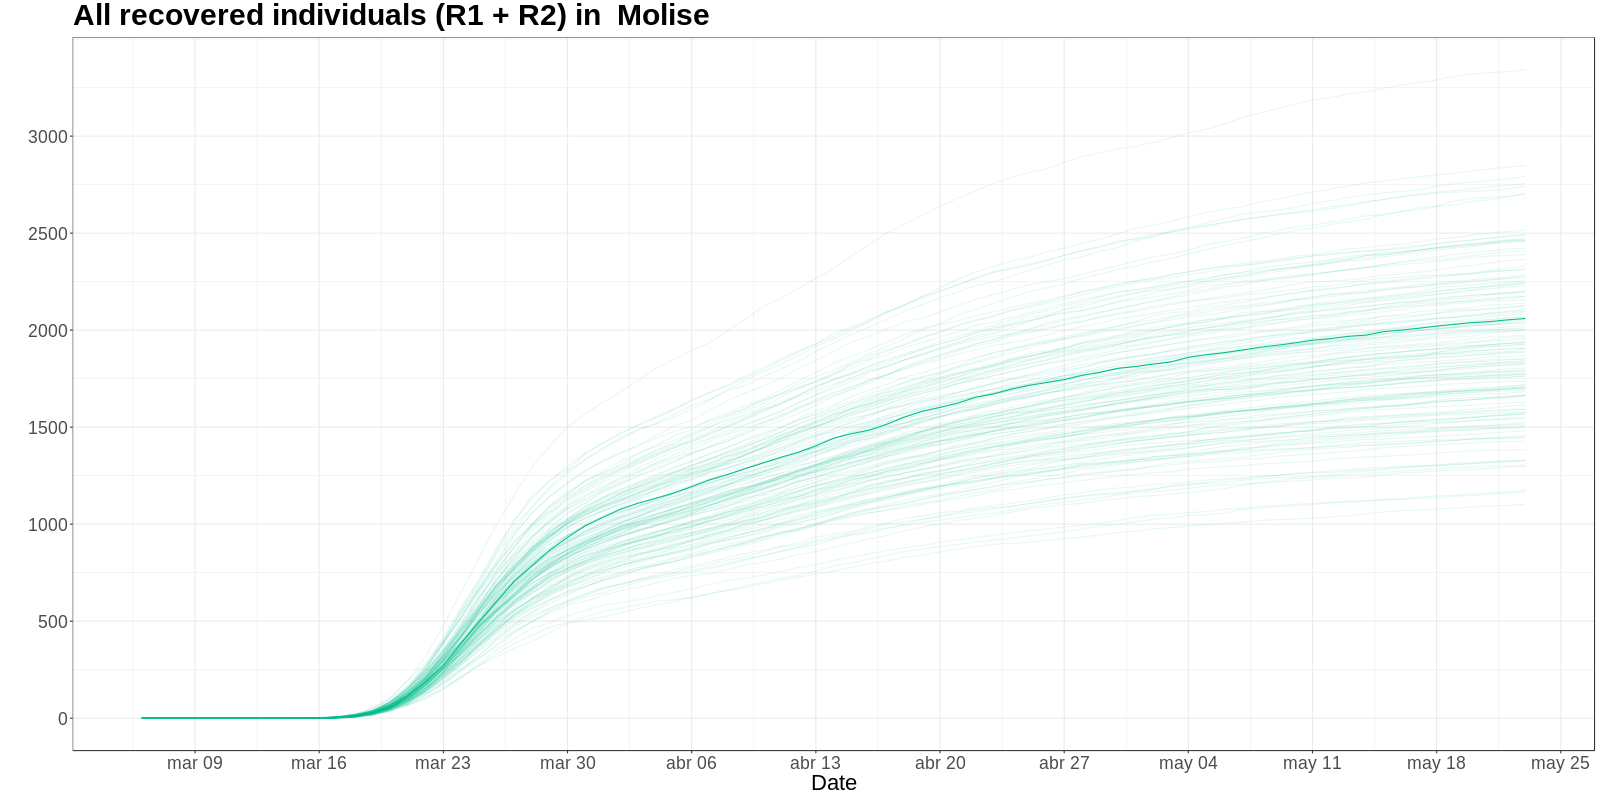 All recovered individuals (R1 + R2) in  Molise
3000
2500
2000
1500
1000
500
0
mar 09 mar 16 mar 23 mar 30 abr 06 abr 13 abr 20 abr 27 may 04 may 11 may 18 may 25
Date